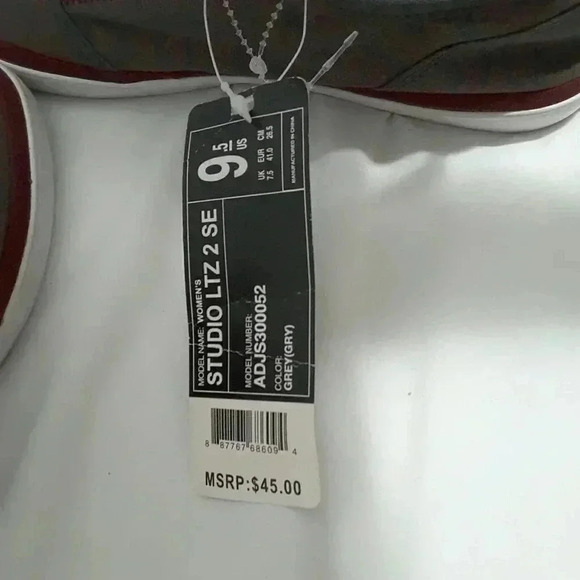 9.5 US
UK EUR CM
7.5 41.0 26.5
MANUFACTURED IN CHINA
MODEL NAME: WOMEN'S
STUDIO LTZ 2 SE
MODEL NUMBER:
ADJS300052
COLOR:
GREY(GRY)
8 87767 68609 4
MSRP:$45.00